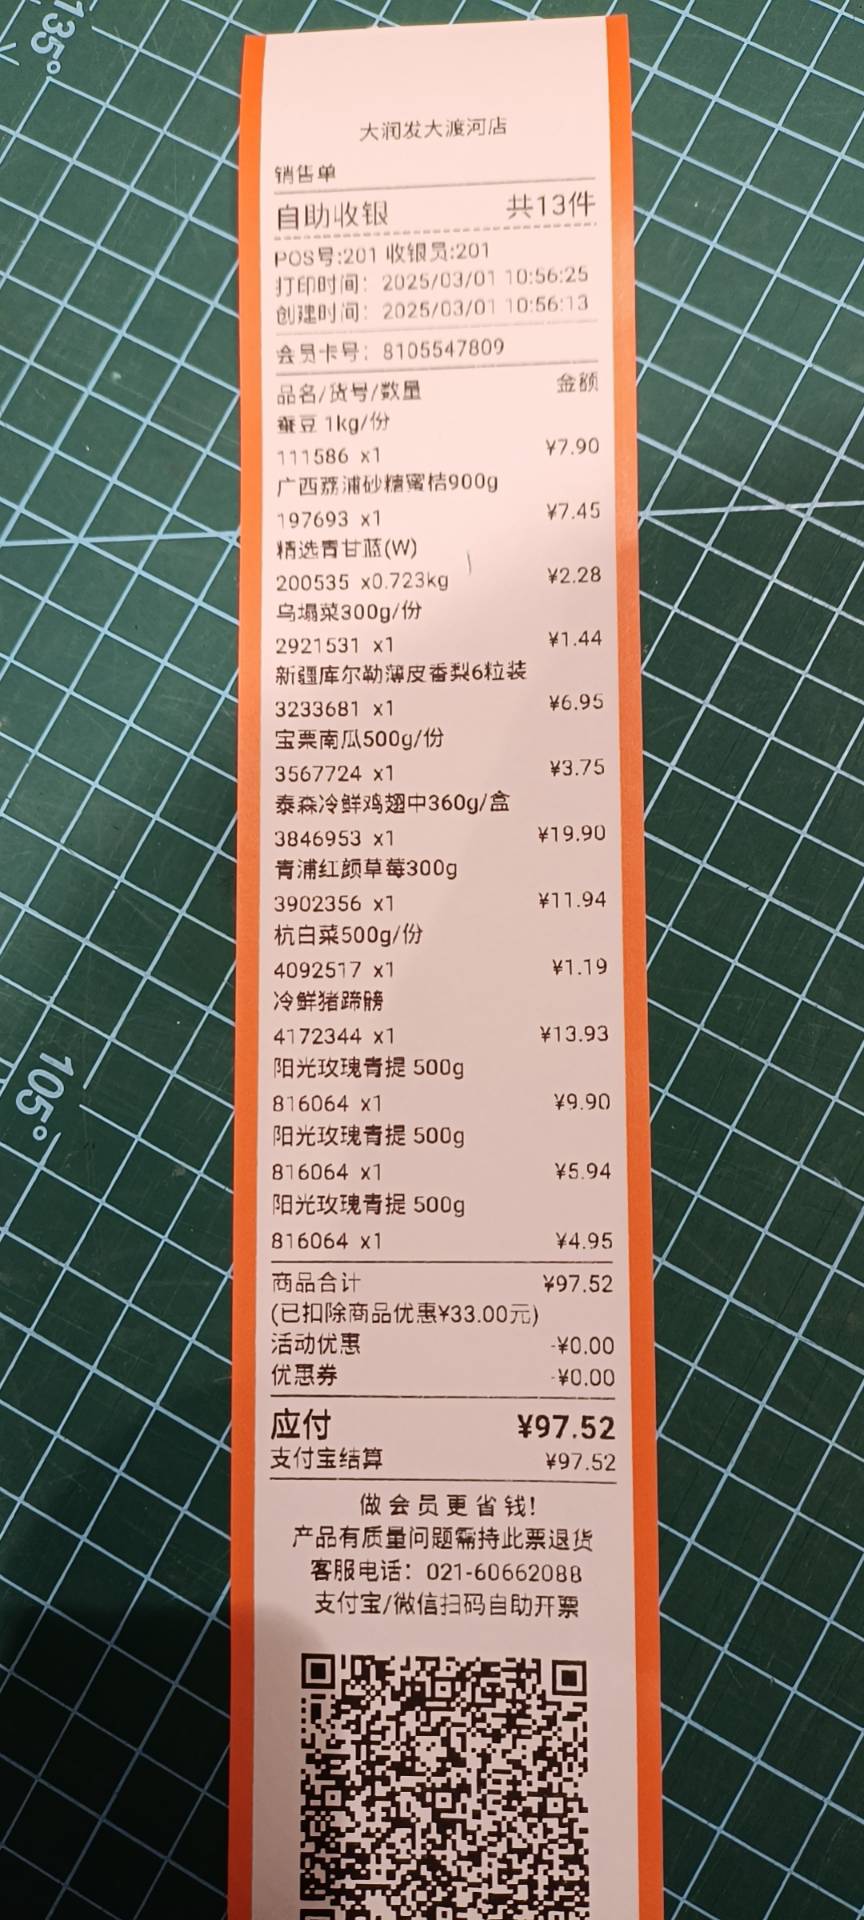 大润发大渡河店
销售单
自助收银 共13件
POS号:201 收银员:201
打印时间: 2025/03/01 10:56:25
创建时间: 2025/03/01 10:56:13
会员卡号: 8105547809
品名/货号/数量 金额
蚕豆 1kg/份
111586 x1 ¥7.90
广西荔浦砂糖蜜桔900g
197693 x1 ¥7.45
精选青甘蓝(W)
200535 x0.723kg ¥2.28
乌塌菜300g/份
2921531 x1 ¥1.44
新疆库尔勒薄皮香梨6粒装
3233681 x1 ¥6.95
宝栗南瓜500g/份
3567724 x1 ¥3.75
泰森冷鲜鸡翅中360g/盒
3846953 x1 ¥19.90
青浦红颜草莓300g
3902356 x1 ¥11.94
杭白菜500g/份
4092517 x1 ¥1.19
冷鲜猪蹄膀
4172344 x1 ¥13.93
阳光玫瑰青提 500g
816064 x1 ¥9.90
阳光玫瑰青提 500g
816064 x1 ¥5.94
阳光玫瑰青提 500g
816064 x1 ¥4.95
商品合计 ¥97.52
(已扣除商品优惠¥33.00元)
活动优惠 -¥0.00
优惠券 -¥0.00
应付 ¥97.52
支付宝结算 ¥97.52
做会员更省钱!
产品有质量问题需持此票退货
客服电话: 021-60662088
支付宝/微信扫码自助开票
135°
105°